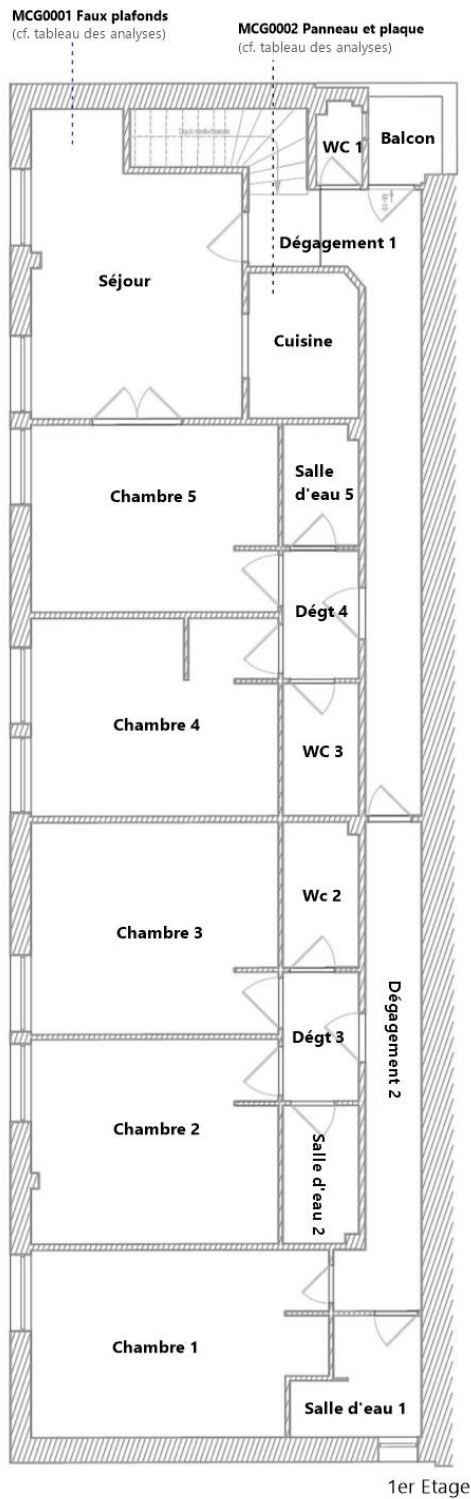 MCG0001 Faux plafonds
(cf. tableau des analyses)
MCG0002 Panneau et plaque
(cf. tableau des analyses)
WC 1
Balcon
Dégagement 1
Séjour
Cuisine
Salle
d'eau 5
Chambre 5
Dégt 4
Chambre 4
WC 3
Wc 2
Chambre 3
Dégagement 2
Dégt 3
Chambre 2
Salle d'eau 2
Chambre 1
Salle d'eau 1
1er Etage